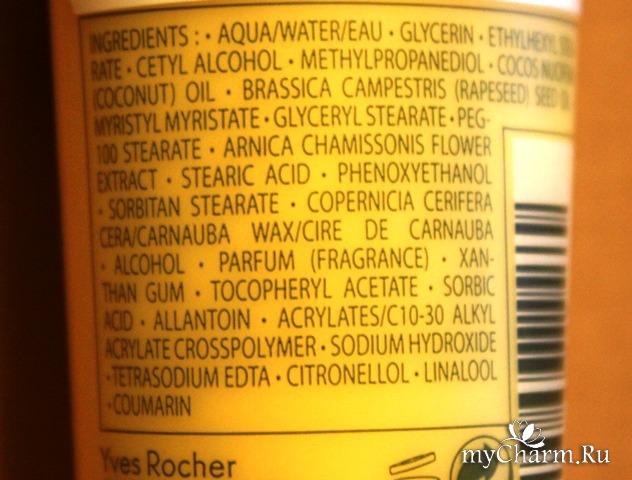 INGREDIENTS : • AQUA/WATER/EAU • GLYCERIN • ETHYLHEXYL
RATE • CETYL ALCOHOL • METHYLPROPANEDIOL • COCOS
(COCONUT) OIL • BRASSICA CAMPESTRIS (RAPESEED) SEED
MYRISTYL MYRISTATE • GLYCERYL STEARATE • PEG-
100 STEARATE • ARNICA CHAMISSONIS FLOWER
EXTRACT • STEARIC ACID • PHENOXYETHANOL
• SORBITAN STEARATE • COPERNICIA CERIFERA
CERA/CARNAUBA WAX/CIRE DE CARNAUBA
• ALCOHOL • PARFUM (FRAGRANCE) • XAN-
THAN GUM • TOCOPHERYL ACETATE • SORBIC
ACID • ALLANTOIN • ACRYLATES/C10-30 ALKYL
ACRYLATE CROSSPOLYMER • SODIUM HYDROXIDE
• TETRASODIUM EDTA • CITRONELLOL • LINALOOL
• COUMARIN
Yves Rocher
myCharm.Ru